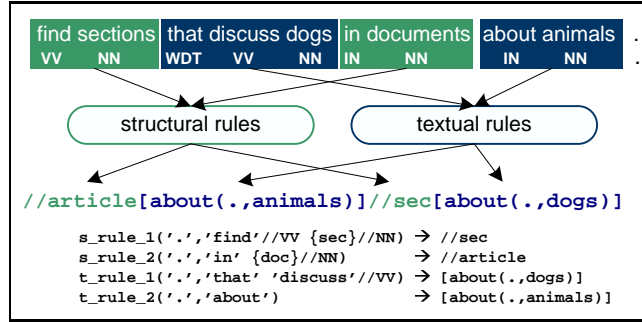 find sections that discuss dogs in documents about animals .
VV NN WDT VV NN IN NN IN NN .
structural rules textual rules
//article[about(.,animals)]//sec[about(.,dogs)]
s_rule_1('.','find'//VV {sec}//NN) → //sec
s_rule_2('.','in' {doc}//NN) → //article
t_rule_1('.','that' 'discuss'//VV) → [about(.,dogs)]
t_rule_2('.','about') → [about(.,animals)]